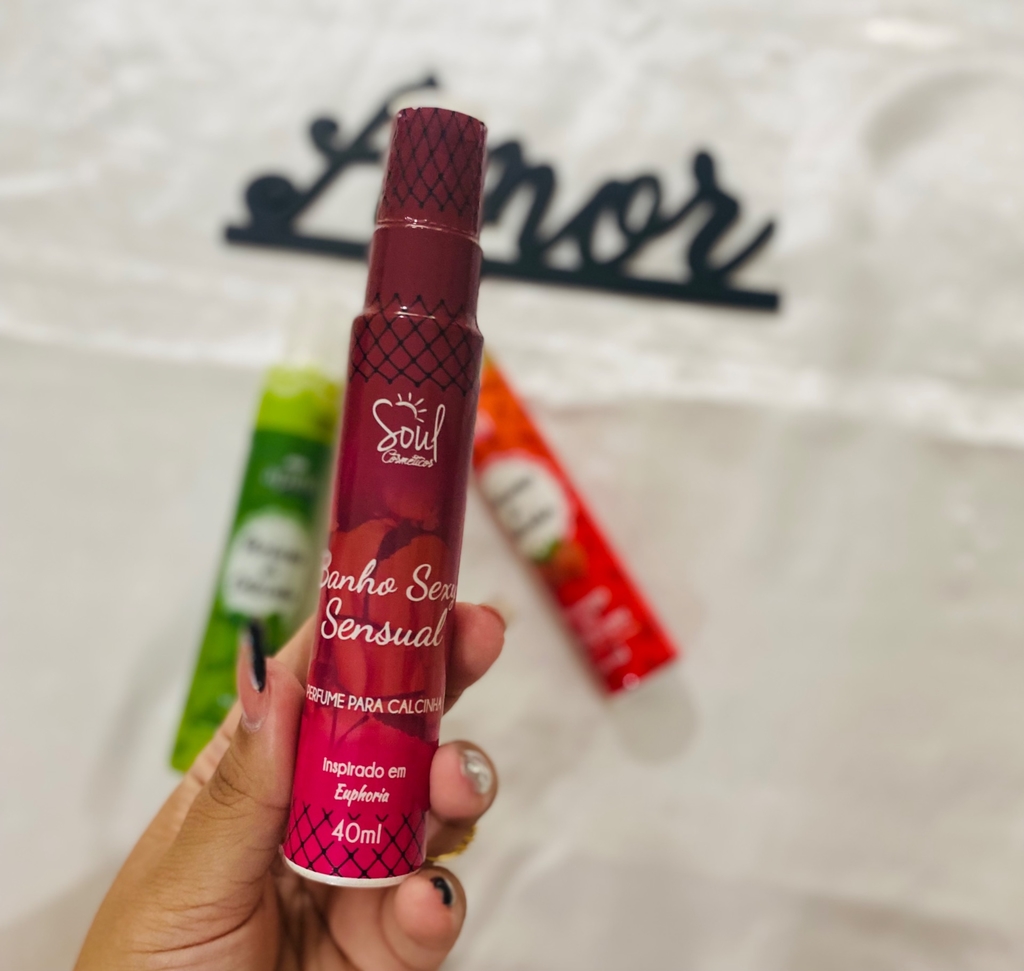 Amor
Soul
Cosméticos
Banho Sexy
Sensual
PERFUME PARA CALCINHA
Inspirado em
Euphoria
40ml